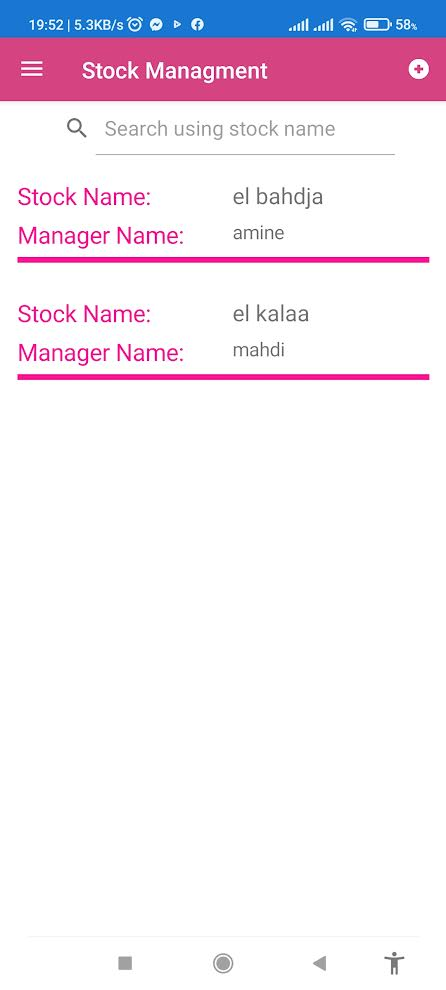 19:52 | 5.3KB/s 58%
Stock Managment
Search using stock name
Stock Name: el bahdja
Manager Name: amine
Stock Name: el kalaa
Manager Name: mahdi